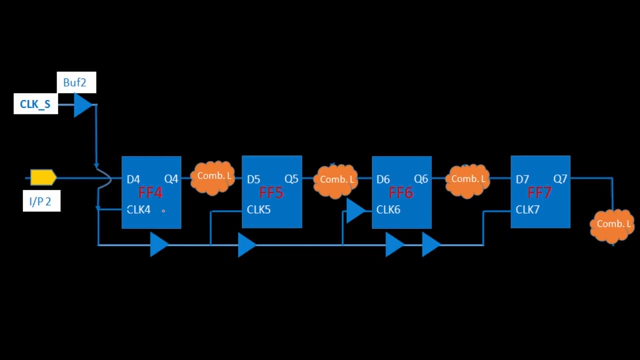 Buf2
CLK_S
I/P 2
D4 Q4
FF4
CLK4
Comb. L
D5 Q5
FF5
CLK5
Comb. L
D6 Q6
FF6
CLK6
Comb. L
D7 Q7
FF7
CLK7
Comb. L